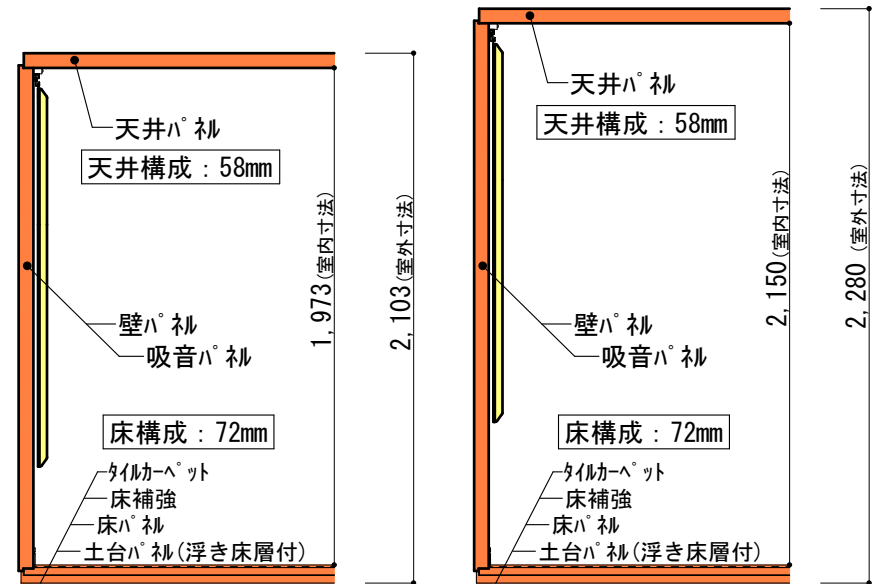 天井ﾊﾟﾈﾙ
天井構成：58mm
1,973(室内寸法)
2,103(室外寸法)
壁ﾊﾟﾈﾙ
吸音ﾊﾟﾈﾙ
床構成：72mm
ﾀｲﾙｶｰﾍﾟｯﾄ
床補強
床ﾊﾟﾈﾙ
土台ﾊﾟﾈﾙ(浮き床層付)
天井ﾊﾟﾈﾙ
天井構成：58mm
2,150(室内寸法)
2,280(室外寸法)
壁ﾊﾟﾈﾙ
吸音ﾊﾟﾈﾙ
床構成：72mm
ﾀｲﾙｶｰﾍﾟｯﾄ
床補強
床ﾊﾟﾈﾙ
土台ﾊﾟﾈﾙ(浮き床層付)